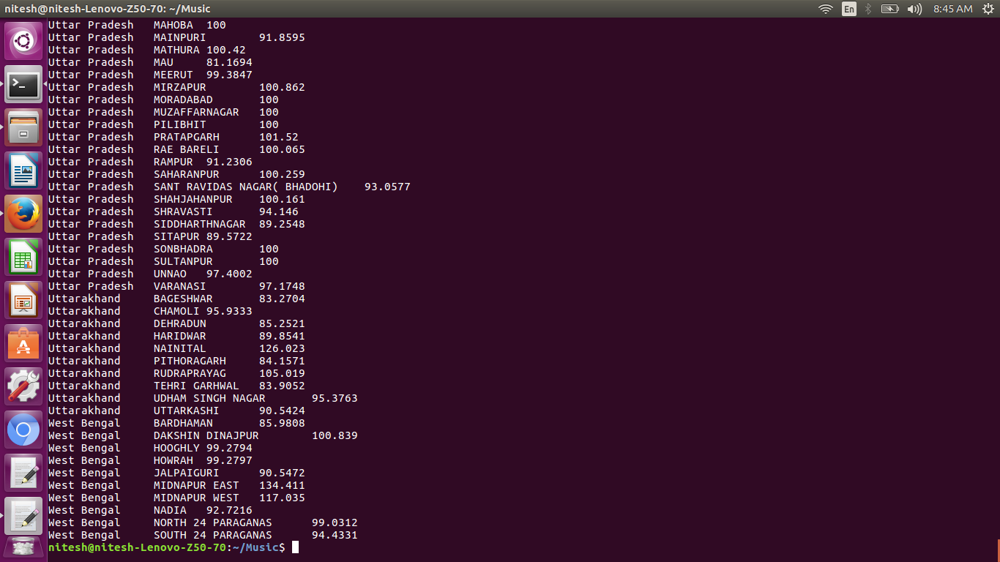 nitesh@nitesh-Lenovo-Z50-70: ~/Music En 8:45 AM
Uttar Pradesh MAHOBA 100
Uttar Pradesh MAINPURI 91.8595
Uttar Pradesh MATHURA 100.42
Uttar Pradesh MAU 81.1694
Uttar Pradesh MEERUT 99.3847
Uttar Pradesh MIRZAPUR 100.862
Uttar Pradesh MORADABAD 100
Uttar Pradesh MUZAFFARNAGAR 100
Uttar Pradesh PILIBHIT 100
Uttar Pradesh PRATAPGARH 101.52
Uttar Pradesh RAE BARELI 100.065
Uttar Pradesh RAMPUR 91.2306
Uttar Pradesh SAHARANPUR 100.259
Uttar Pradesh SANT RAVIDAS NAGAR( BHADOHI) 93.0577
Uttar Pradesh SHAHJAHANPUR 100.161
Uttar Pradesh SHRAVASTI 94.146
Uttar Pradesh SIDDHARTHNAGAR 89.2548
Uttar Pradesh SITAPUR 89.5722
Uttar Pradesh SONBHADRA 100
Uttar Pradesh SULTANPUR 100
Uttar Pradesh UNNAO 97.4002
Uttar Pradesh VARANASI 97.1748
Uttarakhand BAGESHWAR 83.2704
Uttarakhand CHAMOLI 95.9333
Uttarakhand DEHRADUN 85.2521
Uttarakhand HARIDWAR 89.8541
Uttarakhand NAINITAL 126.023
Uttarakhand PITHORAGARH 84.1571
Uttarakhand RUDRAPRAYAG 105.019
Uttarakhand TEHRI GARHWAL 83.9052
Uttarakhand UDHAM SINGH NAGAR 95.3763
Uttarakhand UTTARKASHI 90.5424
West Bengal BARDHAMAN 85.9808
West Bengal DAKSHIN DINAJPUR 100.839
West Bengal HOOGHLY 99.2794
West Bengal HOWRAH 99.2797
West Bengal JALPAIGURI 90.5472
West Bengal MIDNAPUR EAST 134.411
West Bengal MIDNAPUR WEST 117.035
West Bengal NADIA 92.7216
West Bengal NORTH 24 PARAGANAS 99.0312
West Bengal SOUTH 24 PARAGANAS 94.4331
nitesh@nitesh-Lenovo-Z50-70:~/Music$